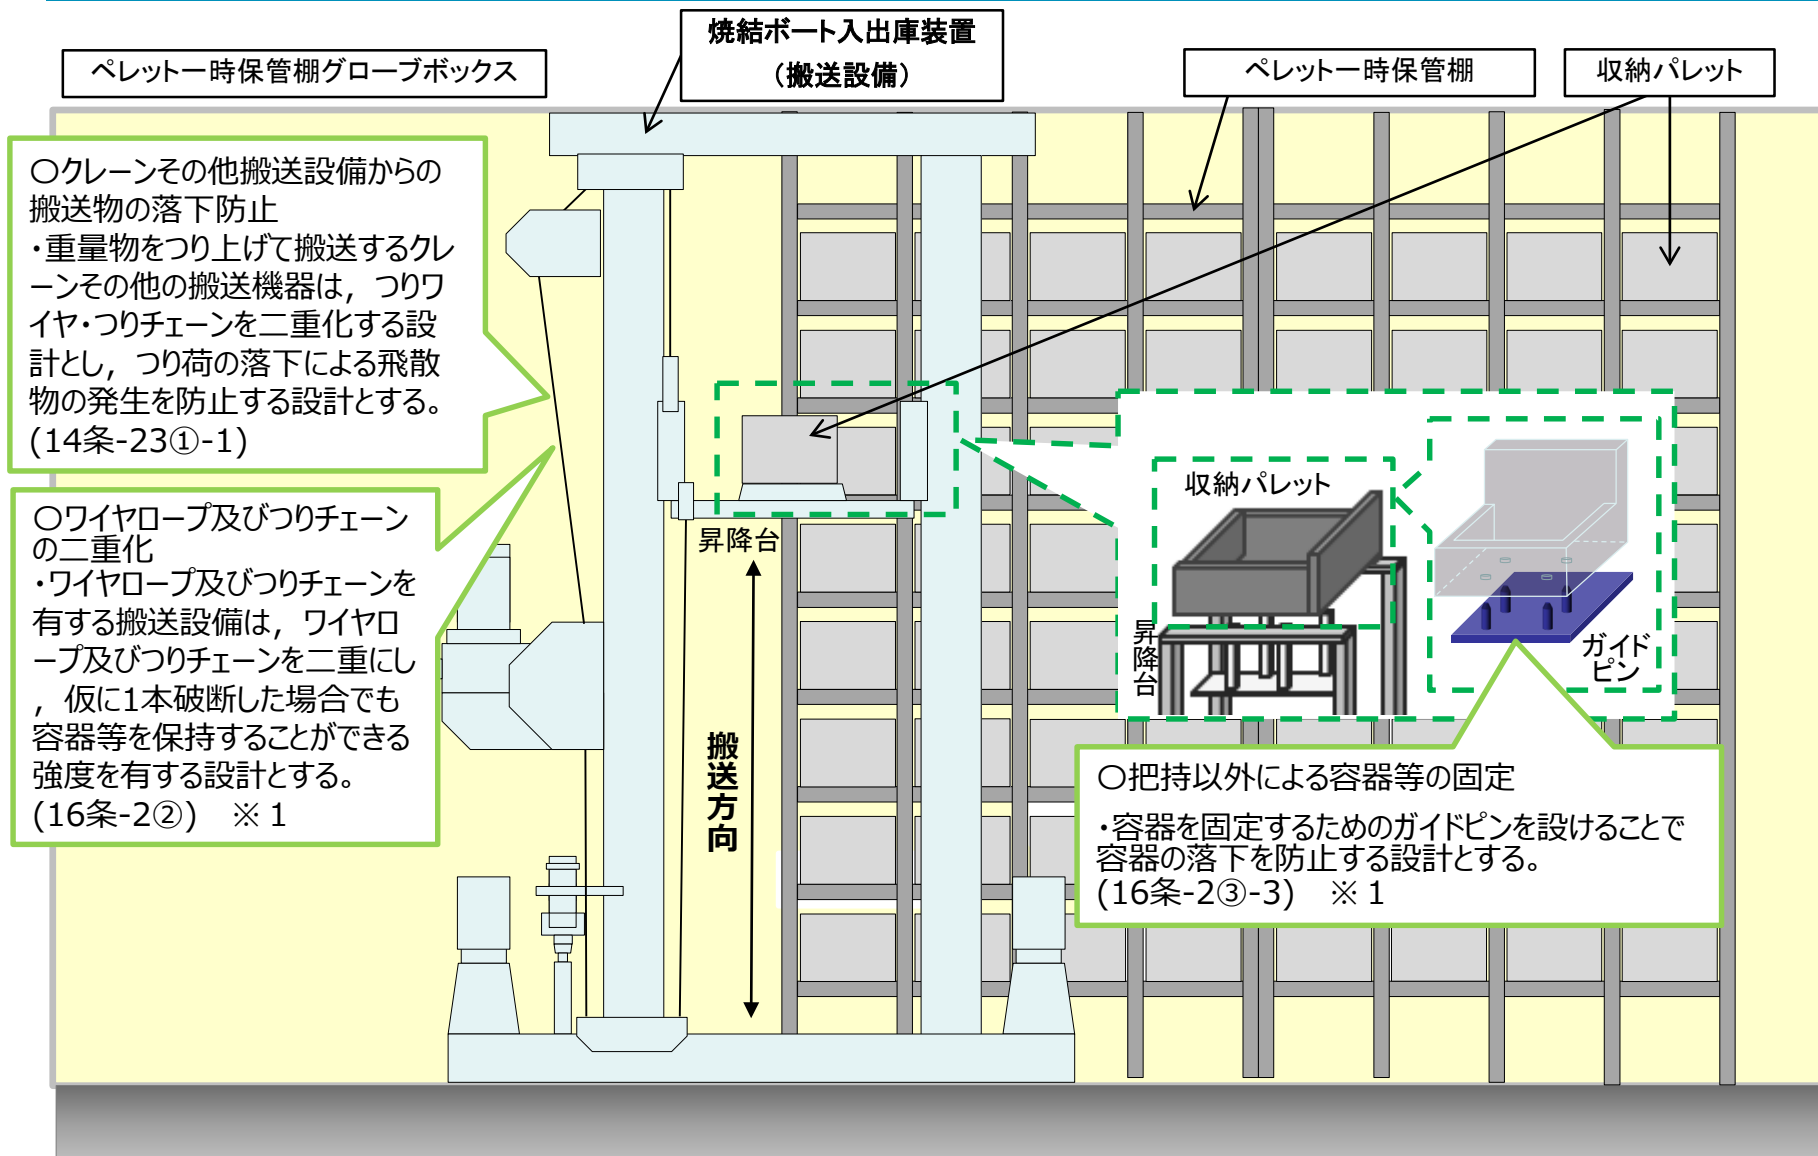 焼結ボート入出庫装置
（搬送設備）
ペレット一時保管棚グローブボックス
ペレット一時保管棚
収納パレット
〇クレーンその他搬送設備からの
搬送物の落下防止
・重量物をつり上げて搬送するクレ
ーンその他の搬送機器は，つりワ
イヤ・つりチェーンを二重化する設
計とし，つり荷の落下による飛散
物の発生を防止する設計とする。
(14条-23①-1)
〇ワイヤロープ及びつりチェーン
の二重化
・ワイヤロープ及びつりチェーンを
有する搬送設備は，ワイヤロ
ープ及びつりチェーンを二重にし
，仮に1本破断した場合でも
容器等を保持することができる
強度を有する設計とする。
(16条-2②)　※１
昇降台
搬送方向
収納パレット
昇降台
ガイド
ピン
〇把持以外による容器等の固定
・容器を固定するためのガイドピンを設けることで
容器の落下を防止する設計とする。
(16条-2③-3)　※１